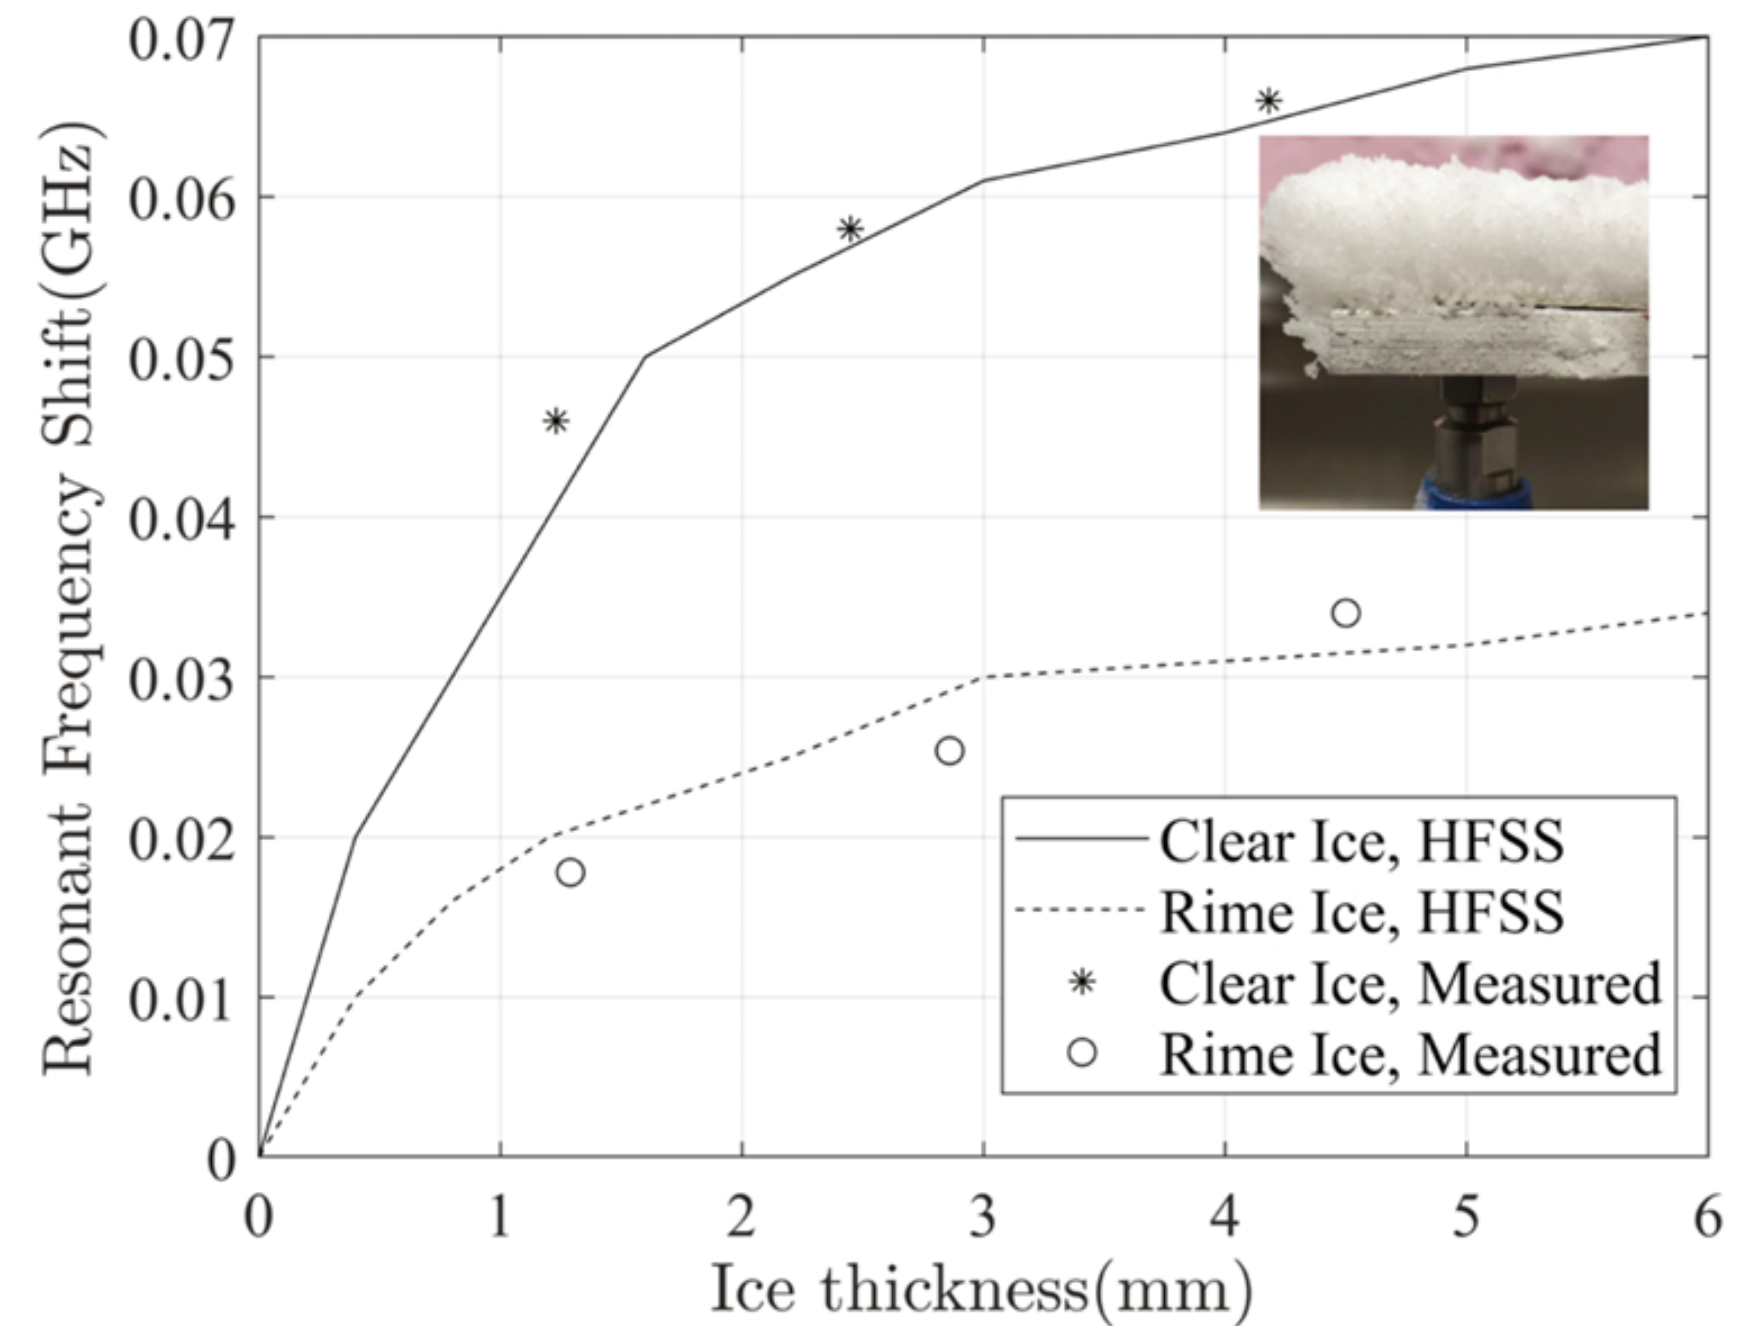 Resonant Frequency Shift(GHz)
0.07
0.06
0.05
0.04
0.03
0.02
0.01
0
Clear Ice, HFSS
Rime Ice, HFSS
Clear Ice, Measured
Rime Ice, Measured
0 1 2 3 4 5 6
Ice thickness(mm)